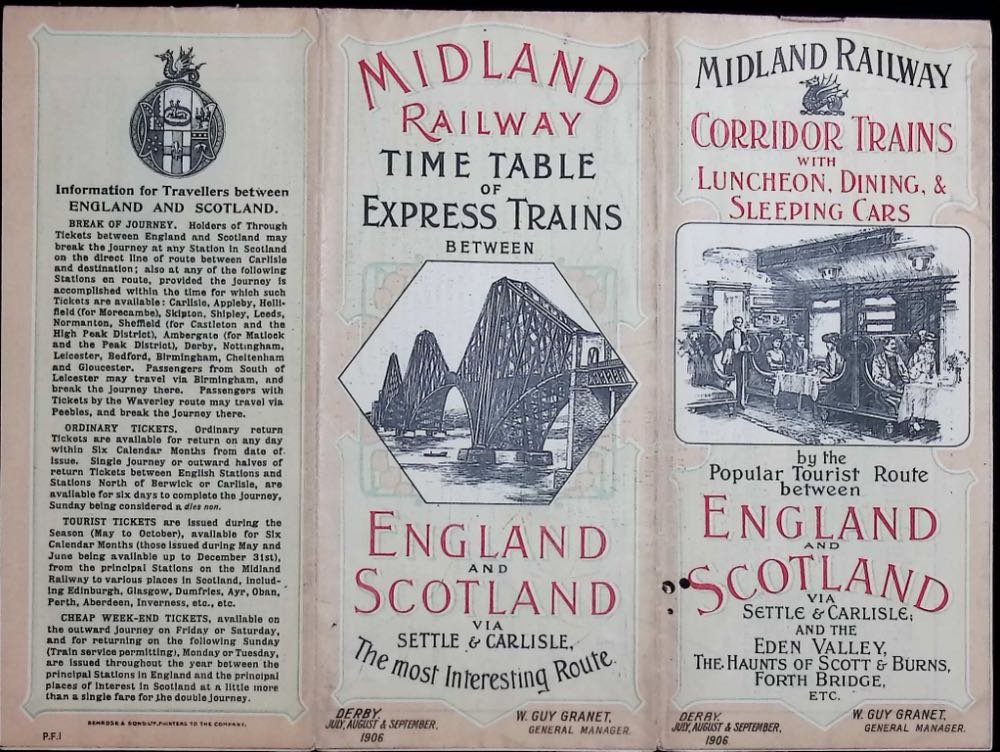 Information for Travellers between
ENGLAND AND SCOTLAND.
BREAK OF JOURNEY. Holders of Through
Tickets between England and Scotland may
break the journey at any Station in Scotland
on the direct line of route between Carlisle
and destination; also at any of the following
Stations en route, provided the journey is
accomplished within the time for which such
Tickets are available: Carlisle, Appleby, Helli-
field (for Morecambe), Skipton, Shipley, Leeds,
Normanton, Sheffield (for Castleton and the
High Peak District), Ambergate (for Matlock
and the Peak District), Derby, Nottingham,
Leicester, Bedford, Birmingham, Cheltenham
and Gloucester. Passengers from South of
Leicester may travel via Birmingham, and
break the journey there. Passengers with
Tickets by the Waverley route may travel via
Peebles, and break the journey there.
ORDINARY TICKETS. Ordinary return
Tickets are available for return on any day
within Six Calendar Months from date of
issue. Single journey or outward halves of
return Tickets between English Stations and
Stations North of Berwick or Carlisle, are
available for six days to complete the journey,
Sunday being considered a dies non.
TOURIST TICKETS are issued during the
Season (May to October), available for Six
Calendar Months (those issued during May and
June being available up to December 31st),
from the principal Stations on the Midland
Railway to various places in Scotland, includ-
ing Edinburgh, Glasgow, Dumfries, Ayr, Oban,
Perth, Aberdeen, Inverness, etc., etc.
CHEAP WEEK-END TICKETS, available on
the outward journey on Friday or Saturday,
and for returning on the following Sunday
(Train service permitting), Monday or Tuesday,
are issued throughout the year between the
principal Stations in England and the principal
places of interest in Scotland at a little more
than a single fare for the double journey.
BEMROSE & SONS LTD. PRINTERS TO THE COMPANY.
P.F.1
MIDLAND
RAILWAY
TIME TABLE
OF
EXPRESS TRAINS
BETWEEN
ENGLAND
AND
SCOTLAND
VIA
SETTLE & CARLISLE,
The most Interesting Route.
DERBY.
JULY, AUGUST & SEPTEMBER,
1906
W. GUY GRANET,
GENERAL MANAGER.
MIDLAND RAILWAY
CORRIDOR TRAINS
WITH
LUNCHEON, DINING, &
SLEEPING CARS
by the
Popular Tourist Route
between
ENGLAND
AND
SCOTLAND
VIA
SETTLE & CARLISLE;
AND THE
EDEN VALLEY,
THE HAUNTS OF SCOTT & BURNS,
FORTH BRIDGE,
ETC.
DERBY.
JULY, AUGUST & SEPTEMBER,
1906
W. GUY GRANET,
GENERAL MANAGER.